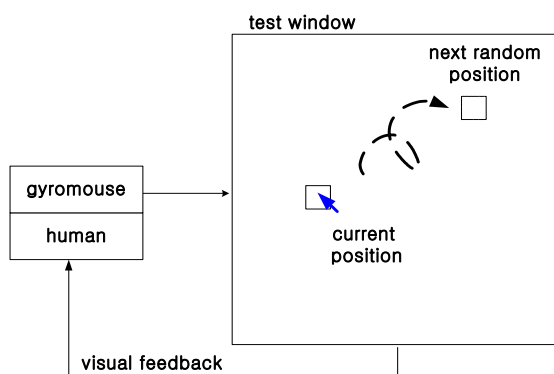 test window
next random
position
gyromouse
human
current
position
visual feedback